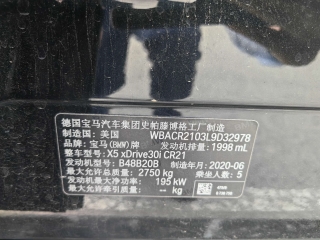 德国宝马汽车集团史帕藤博格工厂制造
制造国：美国 WBACR2103L9D32978
品牌：宝马(BMW)牌 发动机排量：1998 mL
整车型号：X5 xDrive30i CR21
发动机型号：B48B20B 制造年月：2020-06
最大允许总质量：2750 kg 乘坐人数：5
发动机最大净功率：195 kW
最大允许总质量： -- kg